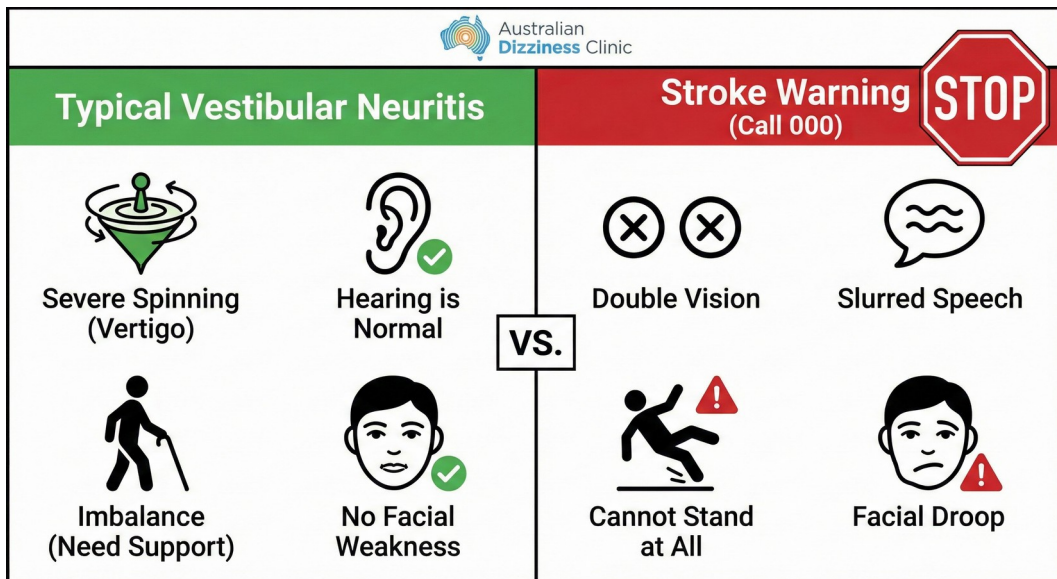 Australian
Dizziness Clinic
Typical Vestibular Neuritis
Severe Spinning
(Vertigo)
Hearing is
Normal
Imbalance
(Need Support)
No Facial
Weakness
VS.
Stroke Warning
(Call 000)
STOP
Double Vision
Slurred Speech
Cannot Stand
at All
Facial Droop